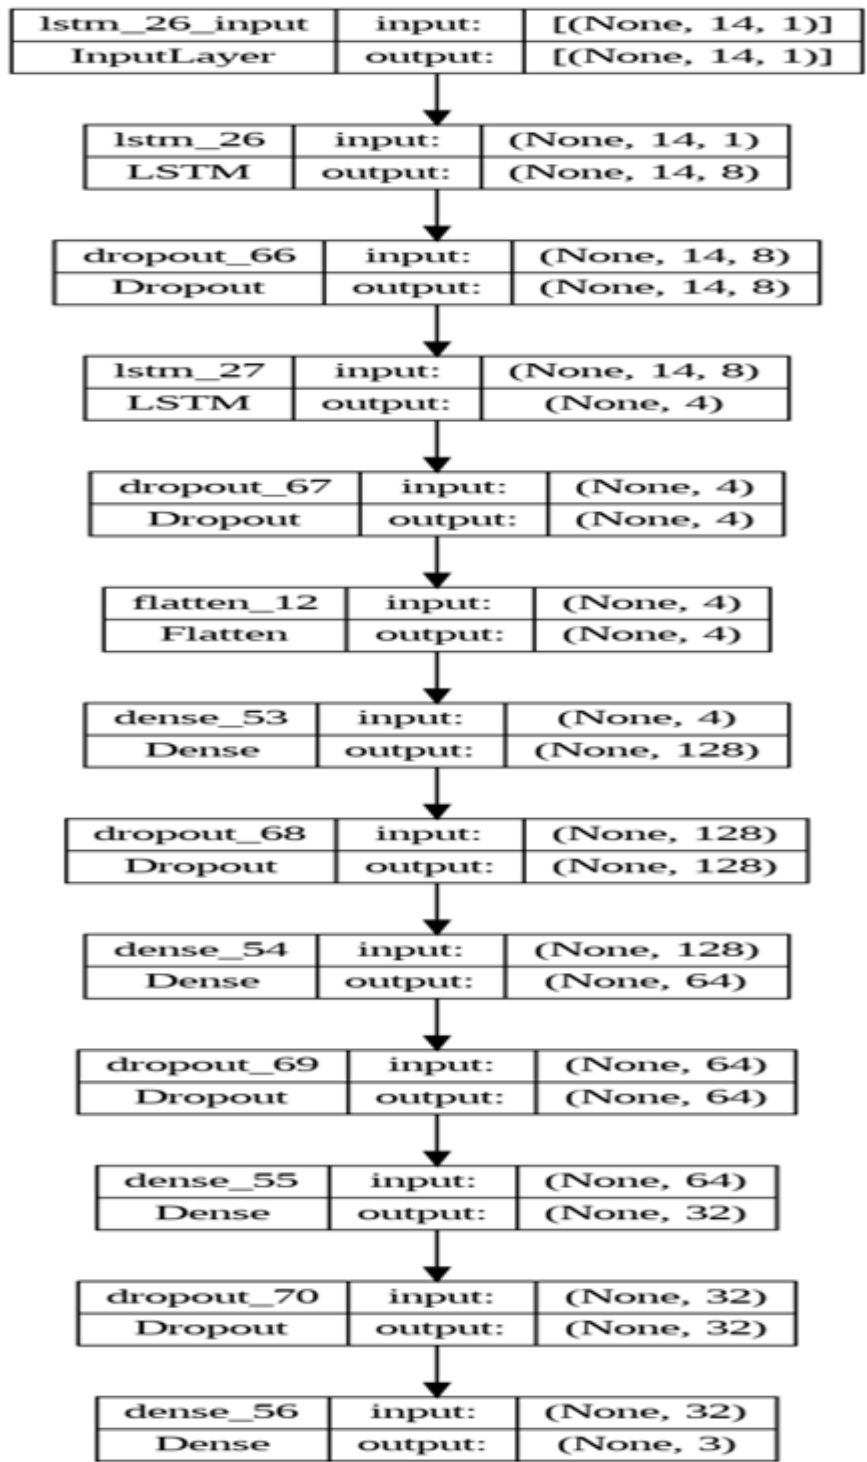 lstm_26_input input: [(None, 14, 1)]
InputLayer output: [(None, 14, 1)]
lstm_26 input: (None, 14, 1)
LSTM output: (None, 14, 8)
dropout_66 input: (None, 14, 8)
Dropout output: (None, 14, 8)
lstm_27 input: (None, 14, 8)
LSTM output: (None, 4)
dropout_67 input: (None, 4)
Dropout output: (None, 4)
flatten_12 input: (None, 4)
Flatten output: (None, 4)
dense_53 input: (None, 4)
Dense output: (None, 128)
dropout_68 input: (None, 128)
Dropout output: (None, 128)
dense_54 input: (None, 128)
Dense output: (None, 64)
dropout_69 input: (None, 64)
Dropout output: (None, 64)
dense_55 input: (None, 64)
Dense output: (None, 32)
dropout_70 input: (None, 32)
Dropout output: (None, 32)
dense_56 input: (None, 32)
Dense output: (None, 3)